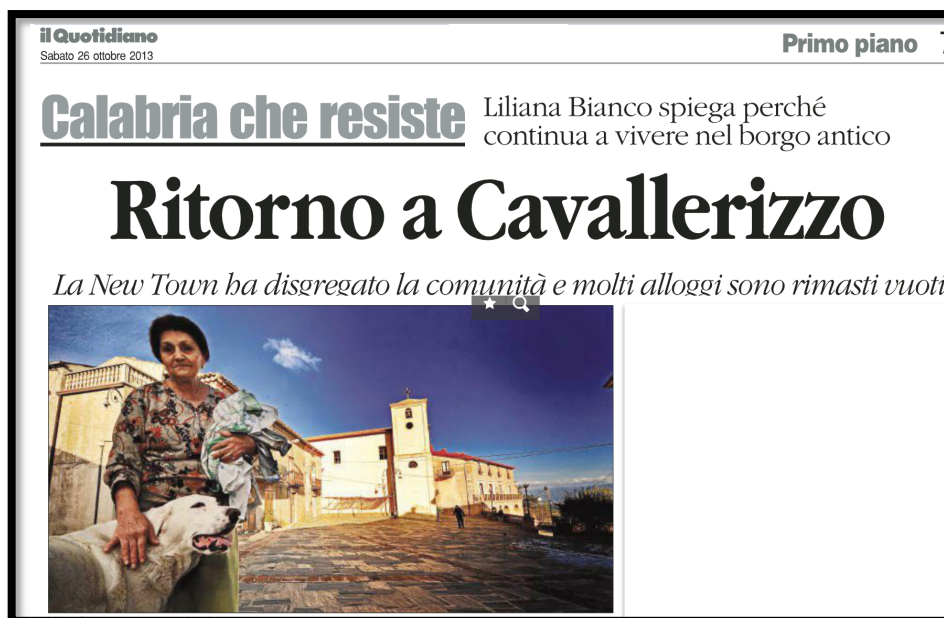 il Quotidiano
Sabato 26 ottobre 2013
Primo piano
Calabria che resiste
Liliana Bianco spiega perché
continua a vivere nel borgo antico
Ritorno a Cavallerizzo
La New Town ha disgregato la comunità e molti alloggi sono rimasti vuoti